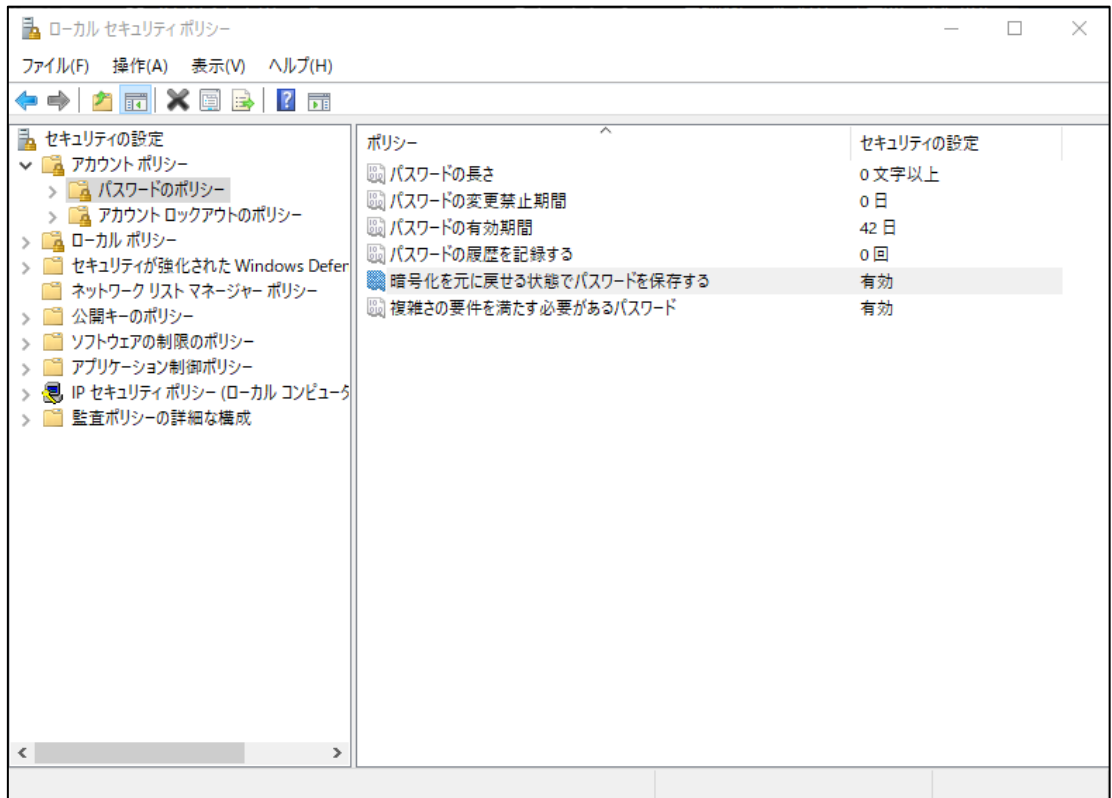 ローカル セキュリティ ポリシー
ファイル(F) 操作(A) 表示(V) ヘルプ(H)
セキュリティの設定
アカウント ポリシー
パスワードのポリシー
アカウント ロックアウトのポリシー
ローカル ポリシー
セキュリティが強化された Windows Defer
ネットワーク リスト マネージャー ポリシー
公開キーのポリシー
ソフトウェアの制限のポリシー
アプリケーション制御ポリシー
IP セキュリティ ポリシー (ローカル コンピュータ
監査ポリシーの詳細な構成
ポリシー セキュリティの設定
パスワードの長さ 0 文字以上
パスワードの変更禁止期間 0 日
パスワードの有効期間 42 日
パスワードの履歴を記録する 0 回
暗号化を元に戻せる状態でパスワードを保存する 有効
複雑さの要件を満たす必要があるパスワード 有効